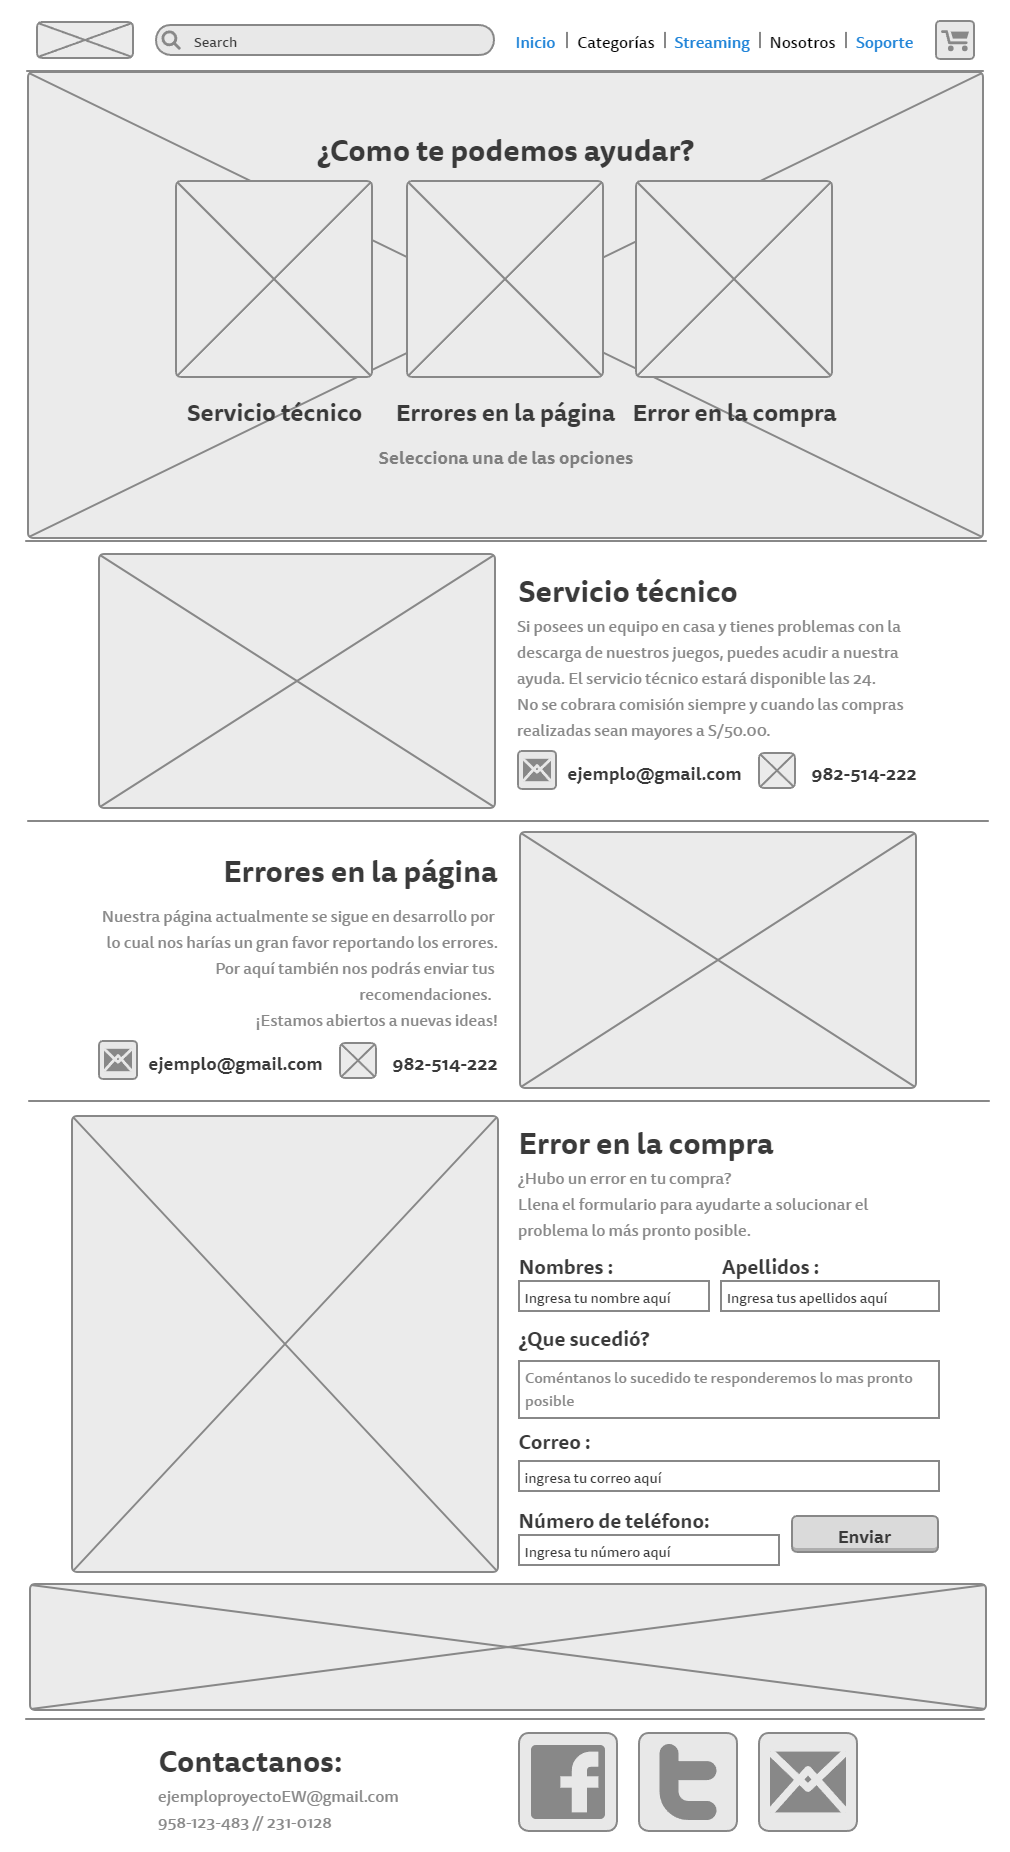 Search
Inicio | Categorías | Streaming | Nosotros | Soporte
¿Como te podemos ayudar?
Servicio técnico Errores en la página Error en la compra
Selecciona una de las opciones
Servicio técnico
Si posees un equipo en casa y tienes problemas con la
descarga de nuestros juegos, puedes acudir a nuestra
ayuda. El servicio técnico estará disponible las 24.
No se cobrara comisión siempre y cuando las compras
realizadas sean mayores a S/50.00.
ejemplo@gmail.com 982-514-222
Errores en la página
Nuestra página actualmente se sigue en desarrollo por
lo cual nos harías un gran favor reportando los errores.
Por aquí también nos podrás enviar tus
recomendaciones.
¡Estamos abiertos a nuevas ideas!
ejemplo@gmail.com 982-514-222
Error en la compra
¿Hubo un error en tu compra?
Llena el formulario para ayudarte a solucionar el
problema lo más pronto posible.
Nombres : Apellidos :
Ingresa tu nombre aquí Ingresa tus apellidos aquí
¿Que sucedió?
Coméntanos lo sucedido te responderemos lo mas pronto
posible
Correo :
ingresa tu correo aquí
Número de teléfono:
Ingresa tu número aquí
Enviar
Contactanos:
ejemploproyectoEW@gmail.com
958-123-483 // 231-0128